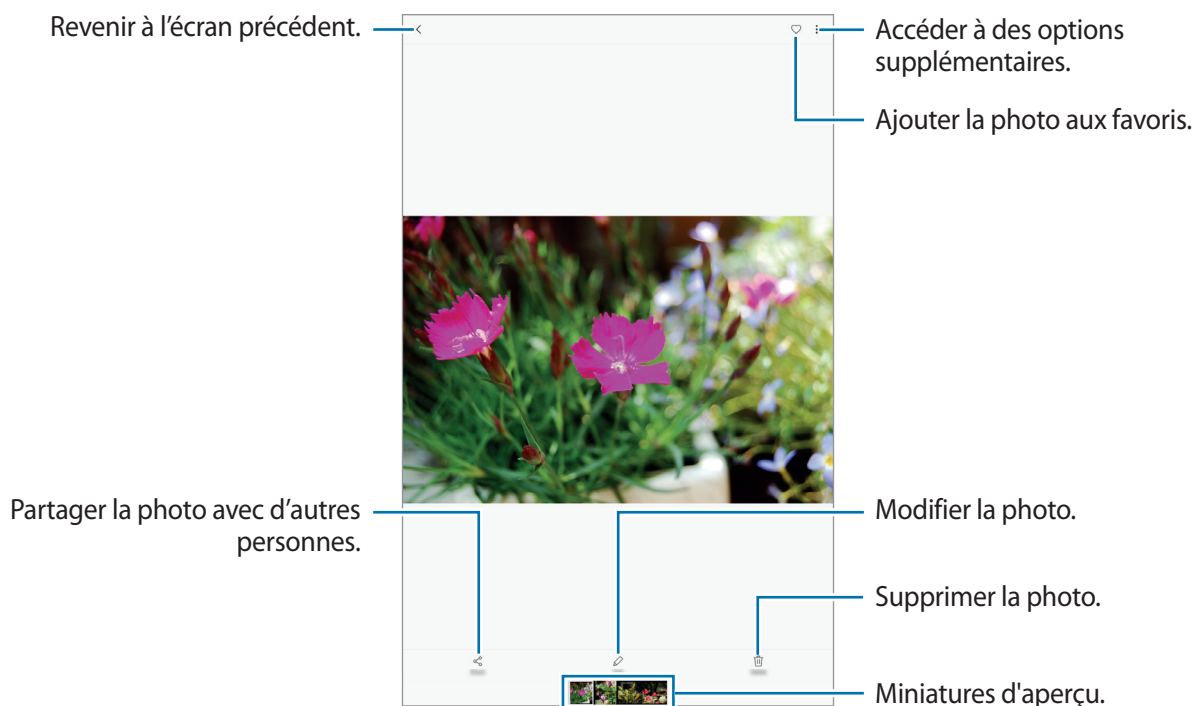 Revenir à l’écran précédent.
Accéder à des options
supplémentaires.
Ajouter la photo aux favoris.
Partager la photo avec d’autres
personnes.
Modifier la photo.
Supprimer la photo.
Miniatures d'aperçu.